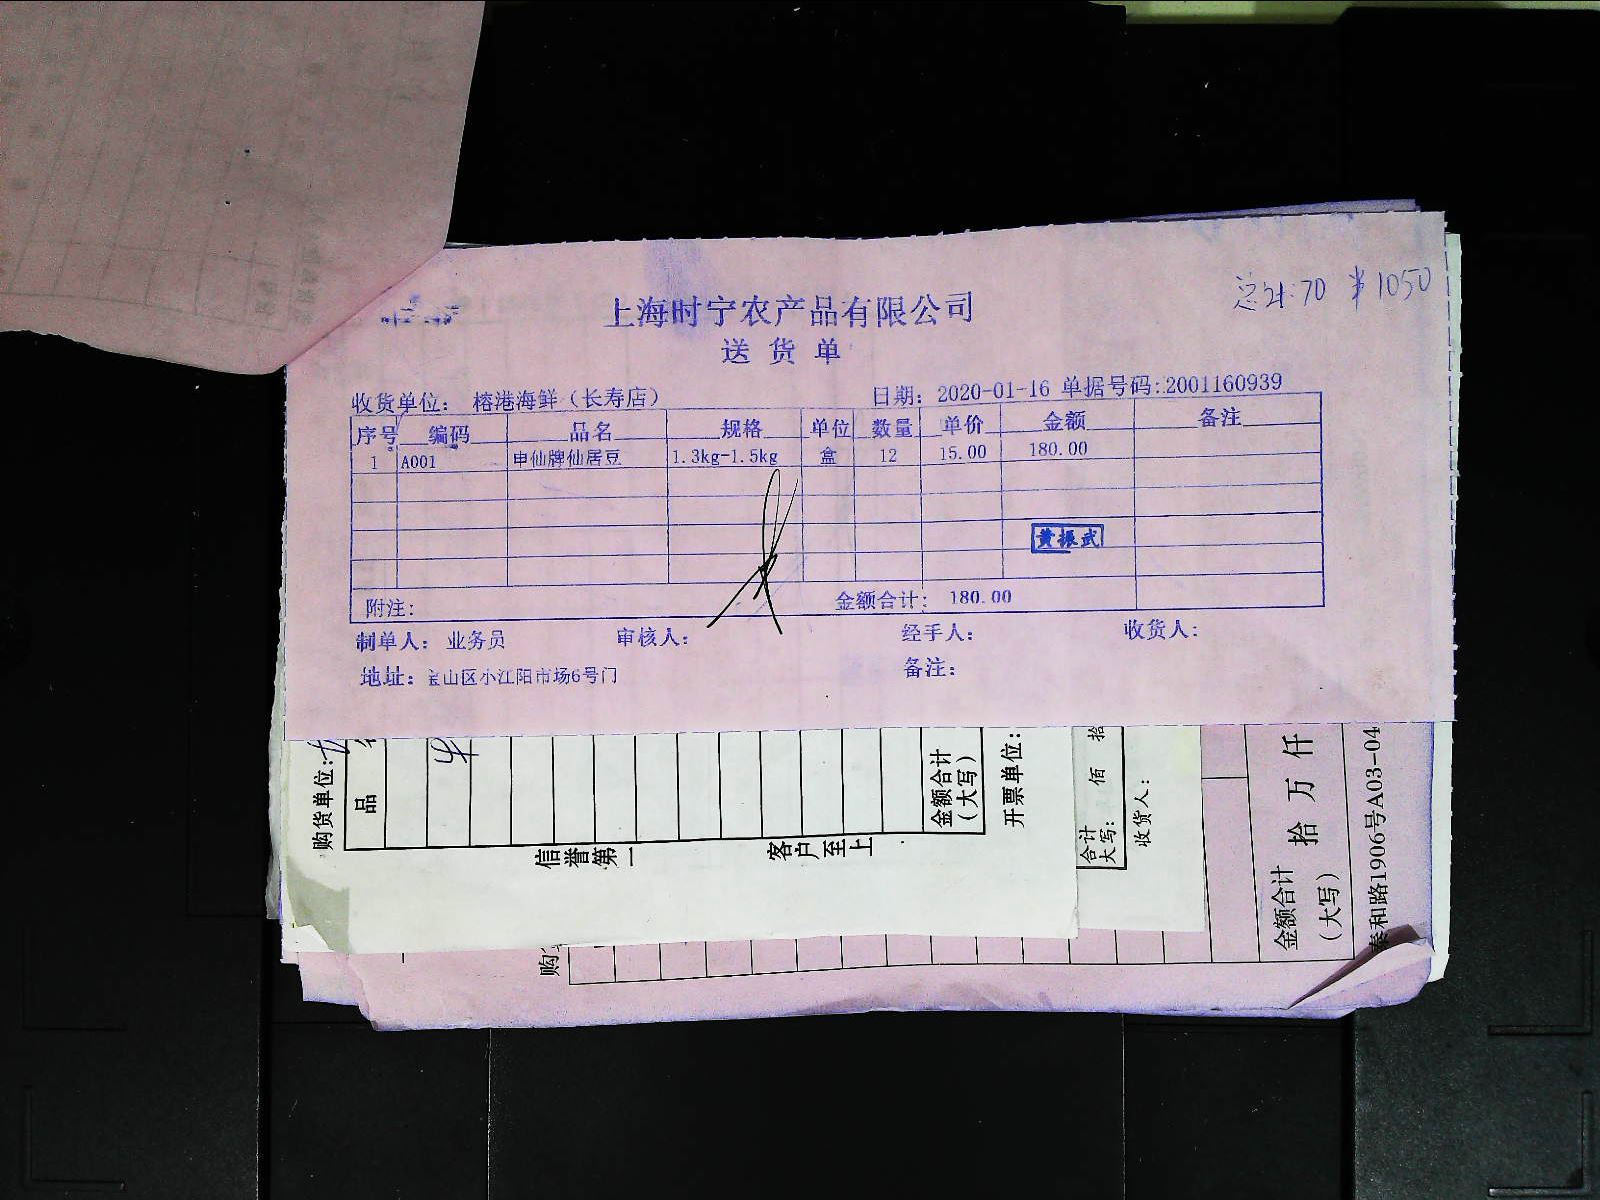 总计:70 ¥1050
上海时宁农产品有限公司
送货单
收货单位: 榕港海鲜（长寿店） 日期: 2020-01-16 单据号码:2001160939
序号 编码 品名 规格 单位 数量 单价 金额 备注
1 A001 申仙牌仙居豆 1.3kg-1.5kg 盒 12 15.00 180.00
黄振武
附注: 金额合计: 180.00
制单人: 业务员 审核人: 经手人: 收货人:
地址: 宝山区小江阳市场6号门 备注:
购货单位:
品
信誉第一 客户至上
金额合计
(大写)
开票单位:
合计
大写: 佰 拾
收货人:
购
金额合计
(大写) 拾 万 仟
泰和路1906号A03-04